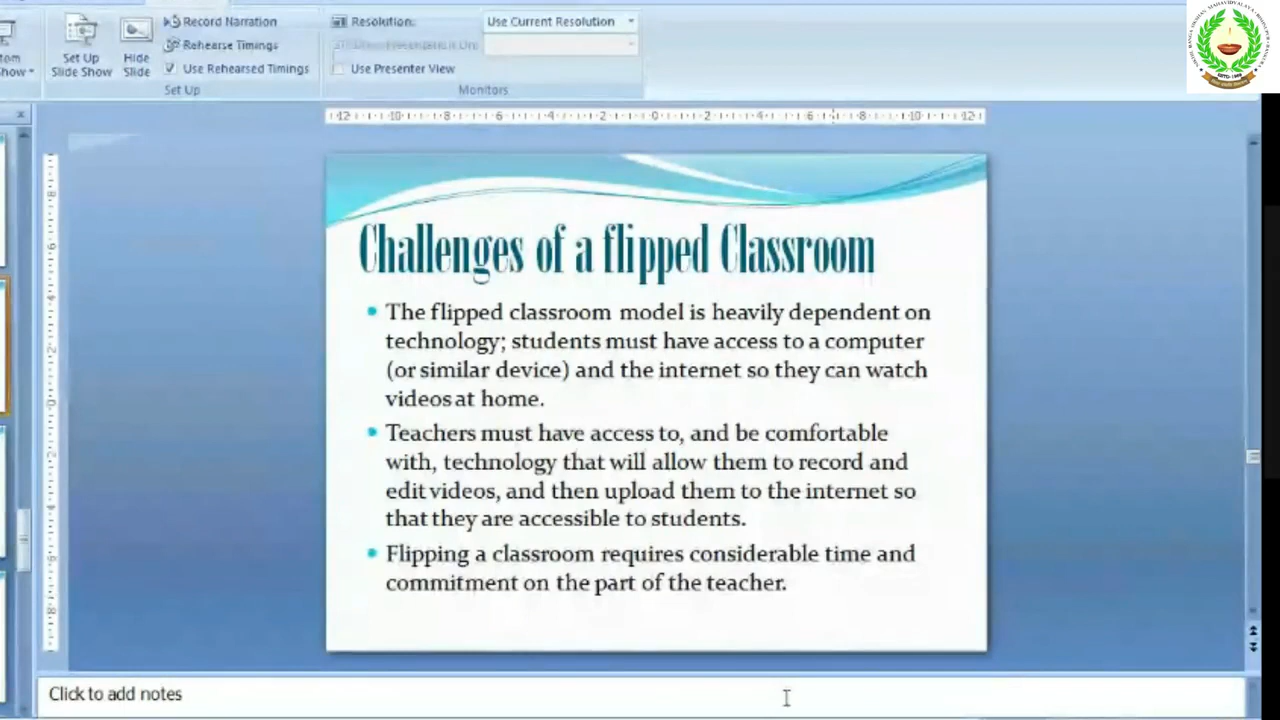 Record Narration
Resolution:
Use Current Resolution
Set Up
Slide Show
Hide
Slide
Rehearse Timings
Use Rehearsed Timings
Use Presenter View
Set Up
Monitors
Challenges of a flipped Classroom
The flipped classroom model is heavily dependent on
technology; students must have access to a computer
(or similar device) and the internet so they can watch
videos at home.
Teachers must have access to, and be comfortable
with, technology that will allow them to record and
edit videos, and then upload them to the internet so
that they are accessible to students.
Flipping a classroom requires considerable time and
commitment on the part of the teacher.
Click to add notes